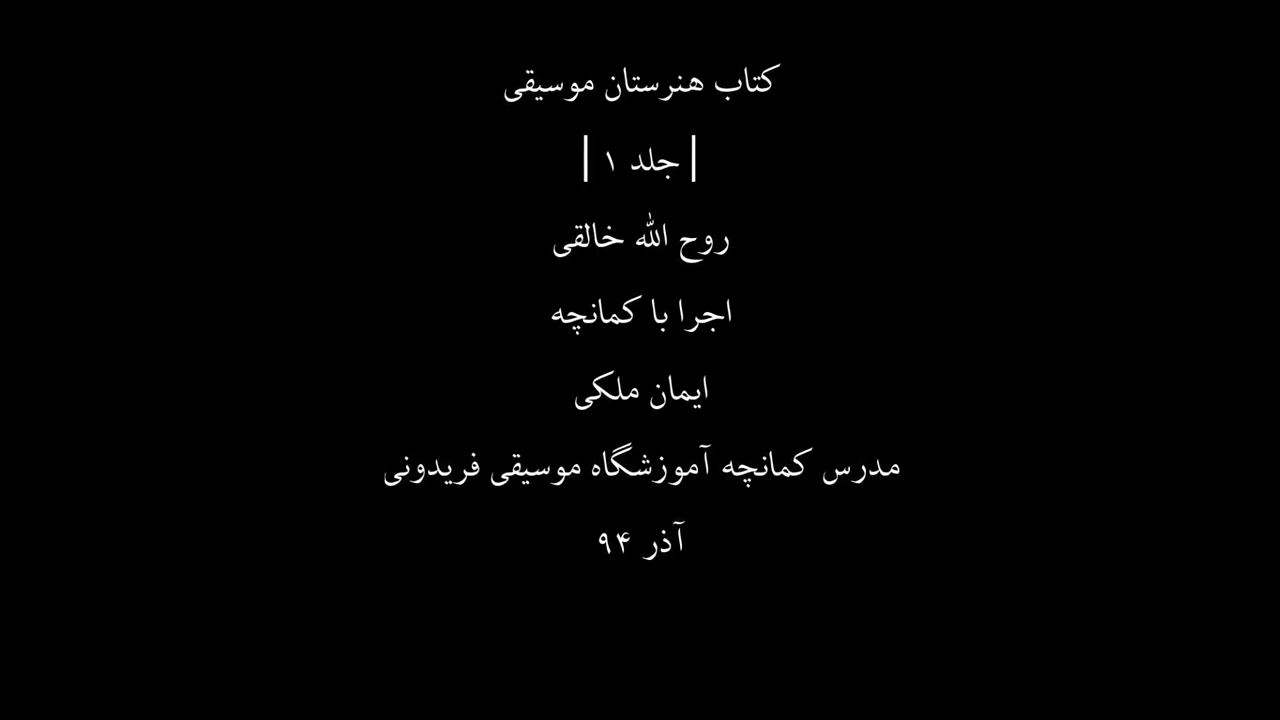 کتاب هنرستان موسیقی
| جلد ۱ |
روح الله خالقی
اجرا با کمانچه
ایمان ملکی
مدرس کمانچه آموزشگاه موسیقی فریدونی
آذر ۹۴